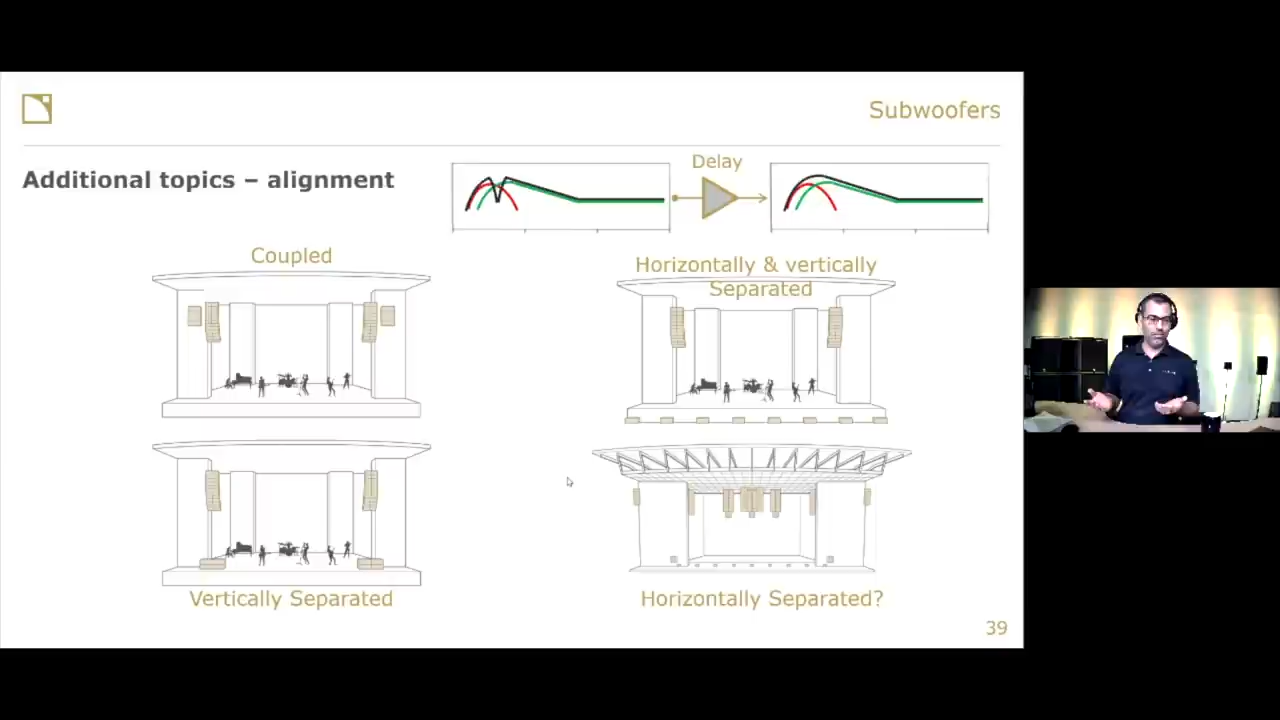 Subwoofers
Additional topics – alignment
Delay
Coupled
Horizontally & vertically
Separated
Vertically Separated
Horizontally Separated?
39